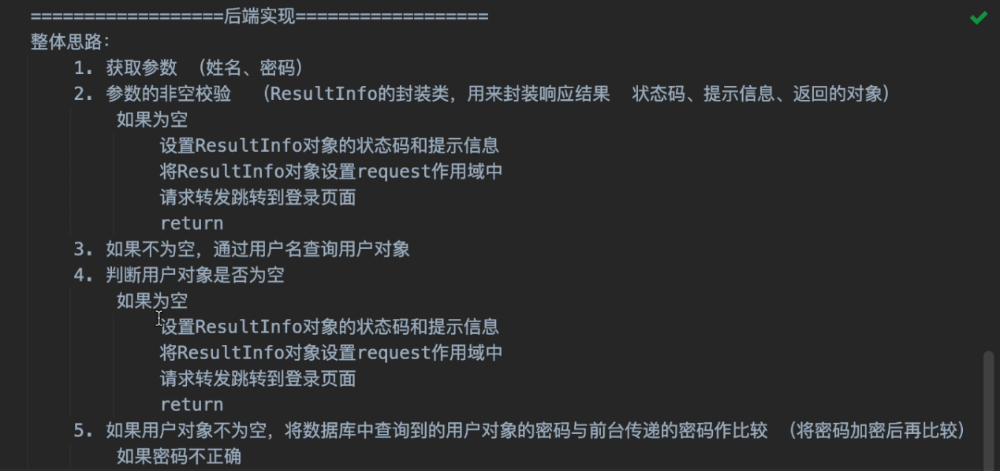 ==================后端实现==================
整体思路：
1. 获取参数 （姓名、密码）
2. 参数的非空校验 （ResultInfo的封装类，用来封装响应结果 状态码、提示信息、返回的对象）
如果为空
设置ResultInfo对象的状态码和提示信息
将ResultInfo对象设置request作用域中
请求转发跳转到登录页面
return
3. 如果不为空，通过用户名查询用户对象
4. 判断用户对象是否为空
如果为空
设置ResultInfo对象的状态码和提示信息
将ResultInfo对象设置request作用域中
请求转发跳转到登录页面
return
5. 如果用户对象不为空，将数据库中查询到的用户对象的密码与前台传递的密码作比较 （将密码加密后再比较）
如果密码不正确